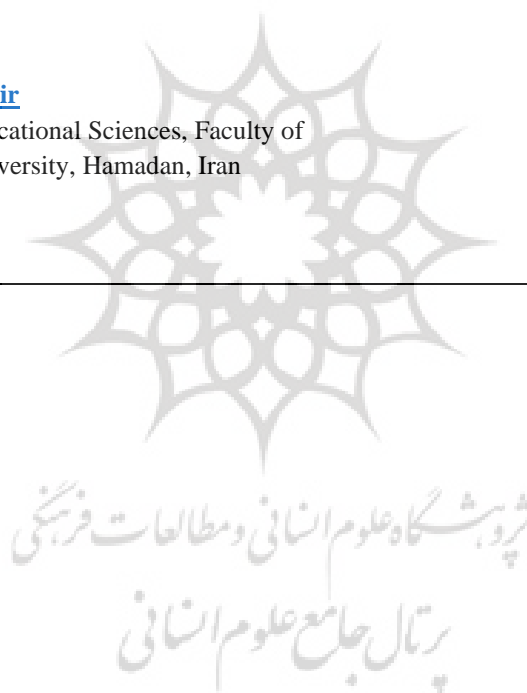 ir
cational Sciences, Faculty of
versity, Hamadan, Iran
پژوهشگاه علوم انسانی و مطالعات فرهنگی
پرتال جامع علوم انسانی